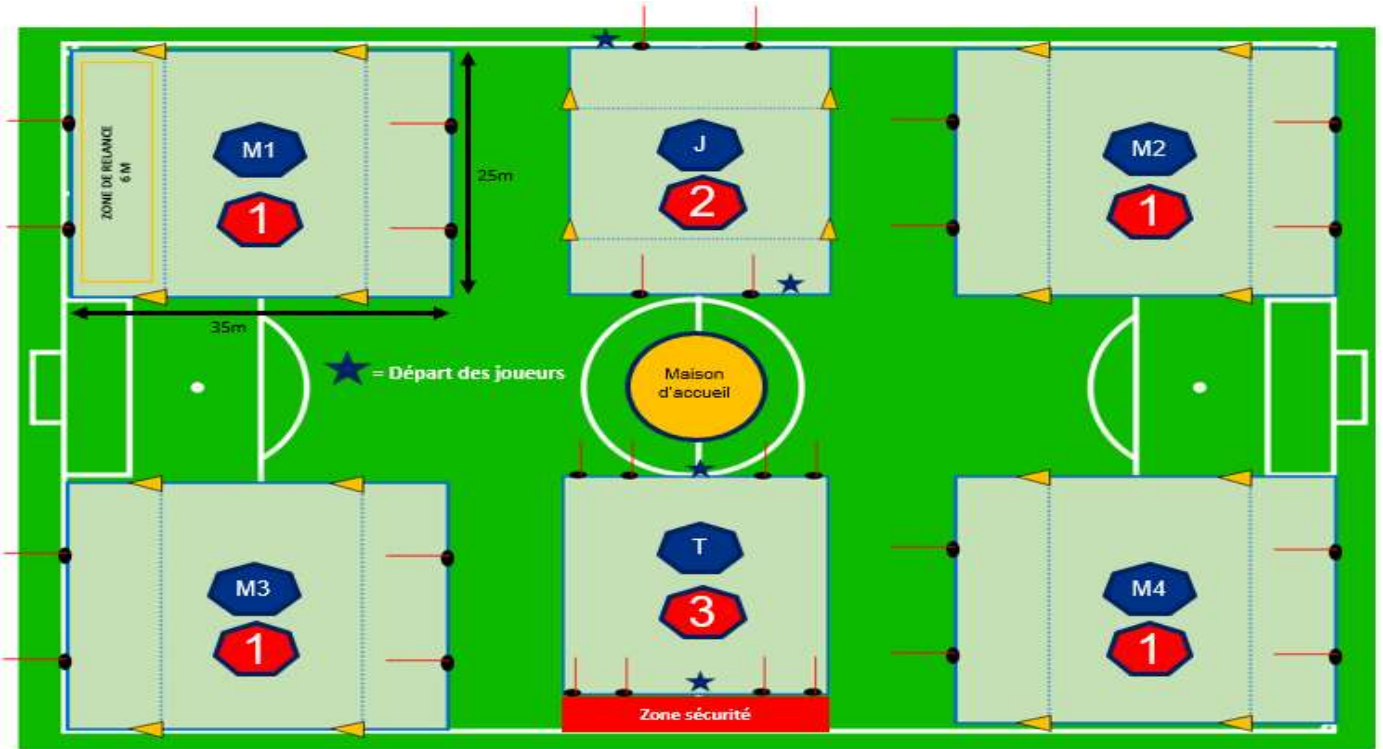 ZONE DE RELANCE
6 M
M1
1
25m
35m
J
2
M2
1
= Départ des joueurs
Maison
d'accueil
M3
1
T
3
Zone sécurité
M4
1